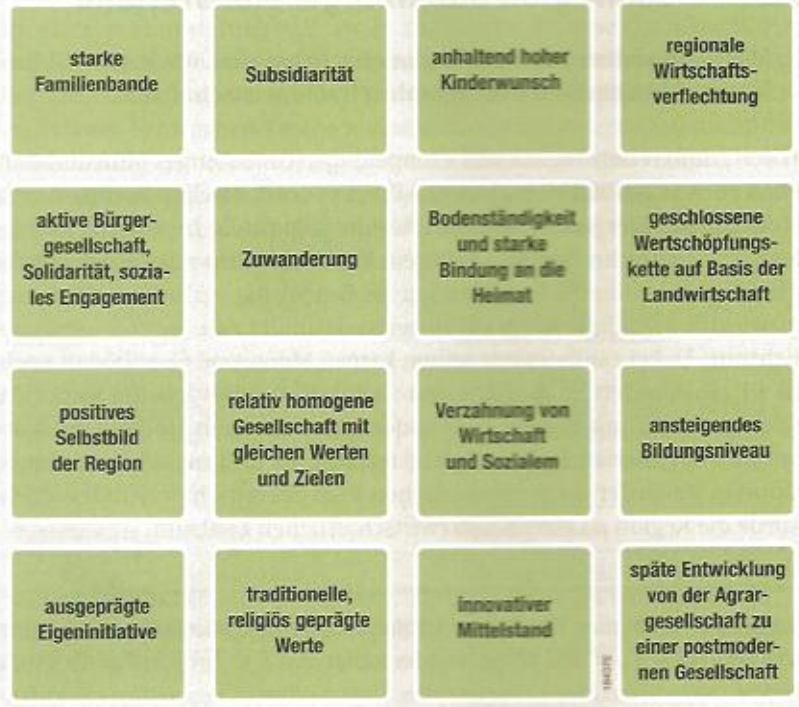 starke
Familienbande
Subsidiarität
anhaltend hoher
Kinderwunsch
regionale
Wirtschafts-
verflechtung
aktive Bürger-
gesellschaft,
Solidarität, sozia-
les Engagement
Zuwanderung
Bodenständigkeit
und starke
Bindung an die
Heimat
geschlossene
Wertschöpfungs-
kette auf Basis der
Landwirtschaft
positives
Selbstbild
der Region
relativ homogene
Gesellschaft mit
gleichen Werten
und Zielen
Verzahnung von
Wirtschaft
und Sozialem
ansteigendes
Bildungsniveau
ausgeprägte
Eigeninitiative
traditionelle,
religiös geprägte
Werte
innovativer
Mittelstand
späte Entwicklung
von der Agrar-
gesellschaft zu
einer postmoder-
nen Gesellschaft